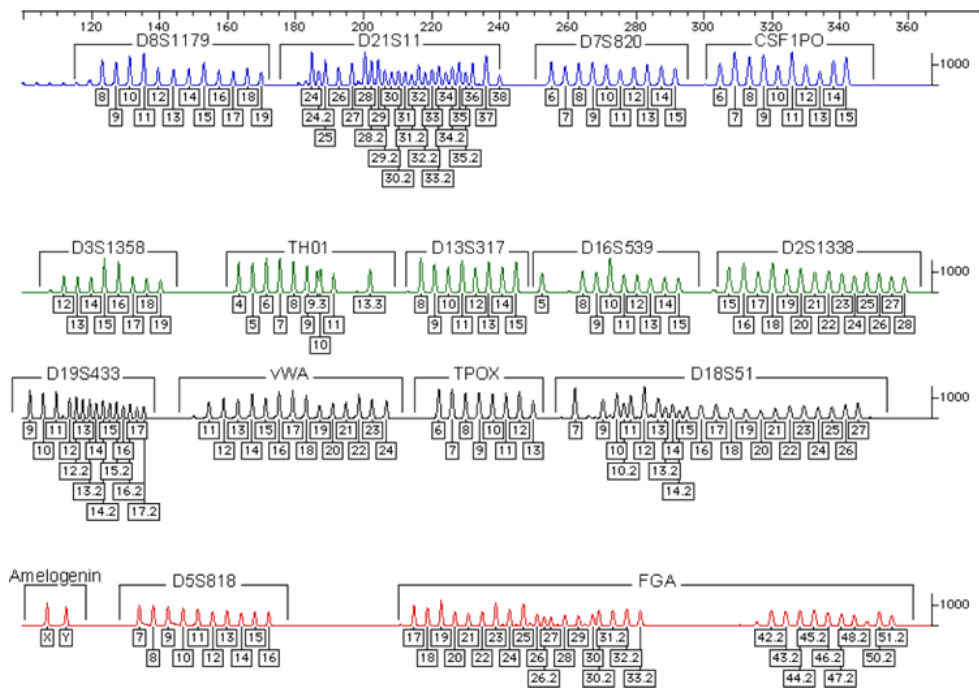 120 140 160 180 200 220 240 260 280 300 320 340 360
D8S1179 D21S11 D7S820 CSF1PO
1000
8 10 12 14 16 18 24 26 28 30 32 34 36 38 6 8 10 12 14 6 8 10 12 14
9 11 13 15 17 19 24.2 27 29 31 33 35 37 7 9 11 13 15 7 9 11 13 15
25 28.2 31.2 34.2
29.2 32.2 35.2
30.2 33.2
D3S1358 TH01 D13S317 D16S539 D2S1338
1000
12 14 16 18 4 6 8 9.3 13.3 8 10 12 14 5 8 10 12 14 15 17 19 21 23 25 27
13 15 17 19 5 7 9 11 9 11 13 15 9 11 13 15 16 18 20 22 24 26 28
10
D19S433 vWA TPOX D18S51
1000
9 11 13 15 17 11 13 15 17 19 21 23 6 8 10 12 7 9 11 13 15 17 19 21 23 25 27
10 12 14 16 12 14 16 18 20 22 24 7 9 11 13 10 12 14 16 18 20 22 24 26
12.2 15.2 10.2 13.2
13.2 16.2 14.2
14.2 17.2
Amelogenin D5S818 FGA
1000
X Y 7 9 11 13 15 17 19 21 23 25 27 29 31.2 42.2 45.2 48.2 51.2
8 10 12 14 16 18 20 22 24 26 28 30 32.2 43.2 46.2 50.2
26.2 30.2 33.2 44.2 47.2